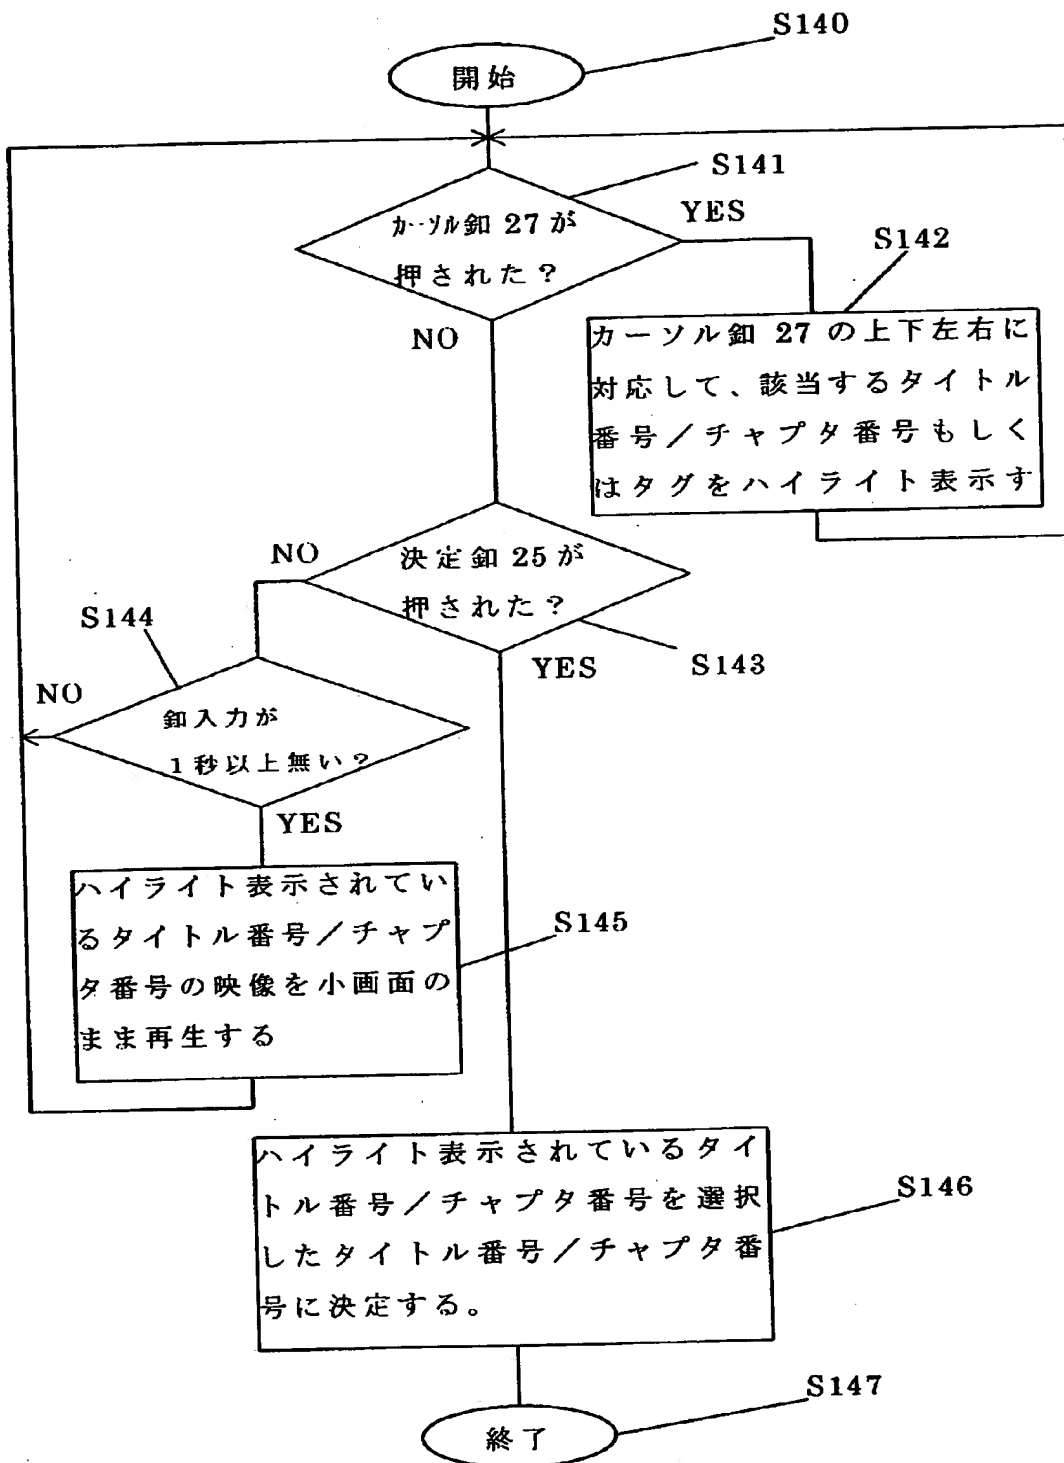 S140
開始
S141
カーソル釦 27 が
押された？
YES
NO
S142
カーソル釦 27 の上下左右に
対応して、該当するタイトル
番号／チャプタ番号もしく
はタグをハイライト表示す
決定釦 25 が
押された？
NO
S143
YES
S144
NO
釦入力が
1秒以上無い？
YES
ハイライト表示されてい
るタイトル番号／チャプ
タ番号の映像を小画面の
まま再生する
S145
ハイライト表示されているタイ
トル番号／チャプタ番号を選択
したタイトル番号／チャプタ番
号に決定する。
S146
S147
終了